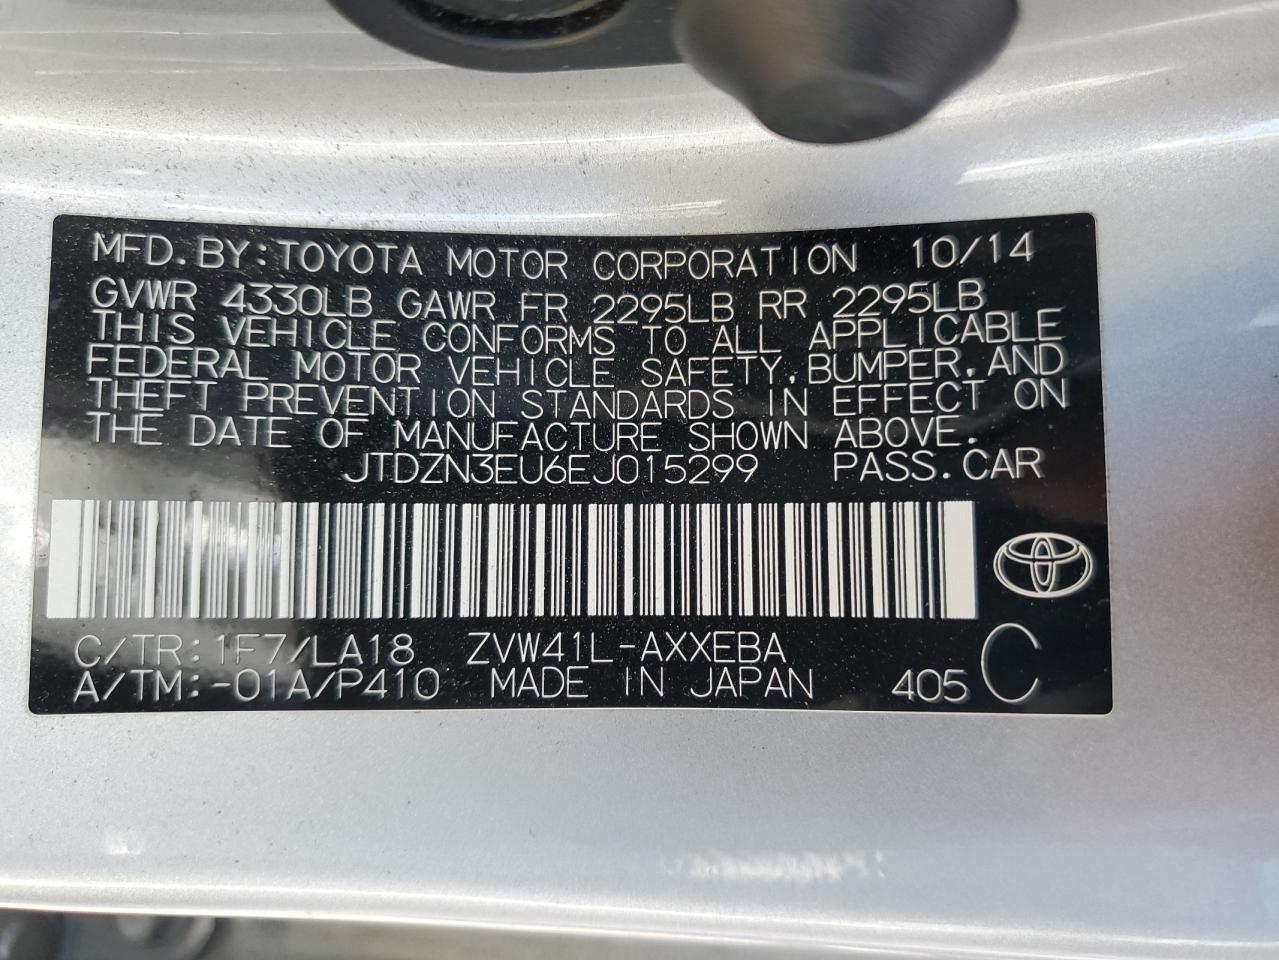 MFD.BY:TOYOTA MOTOR CORPORATION 10/14
GVWR 4330LB GAWR FR 2295LB RR 2295LB
THIS VEHICLE CONFORMS TO ALL APPLICABLE
FEDERAL MOTOR VEHICLE SAFETY,BUMPER,AND
THEFT PREVENTION STANDARDS IN EFFECT ON
THE DATE OF MANUFACTURE SHOWN ABOVE.
JTDZN3EU6EJ015299 PASS.CAR
C/TR:1F7/LA18 ZVW41L-AXXEBA
A/TM:-01A/P410 MADE IN JAPAN 405 C